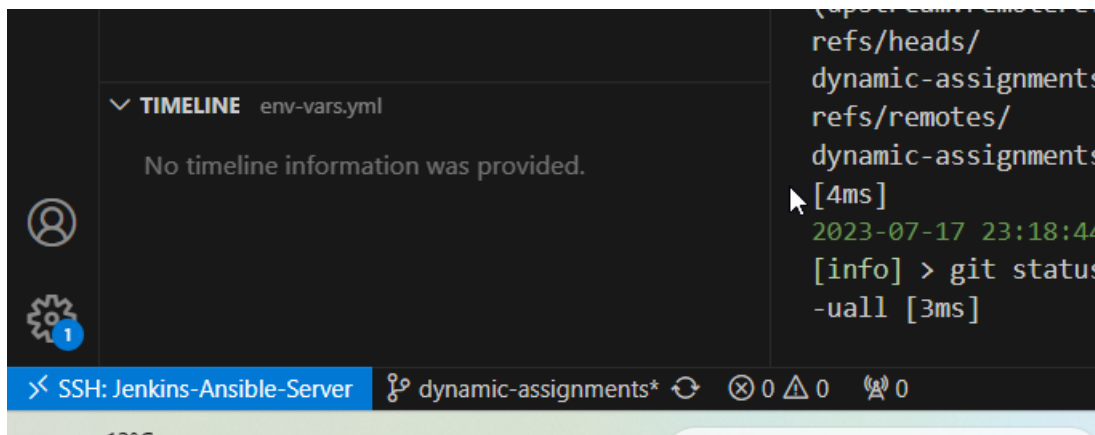 refs/heads/
dynamic-assignments
TIMELINE env-vars.yml
refs/remotes/
No timeline information was provided.
dynamic-assignments
[4ms]
2023-07-17 23:18:44
[info] > git status
-uall [3ms]
1
SSH: Jenkins-Ansible-Server dynamic-assignments* 0 0 0